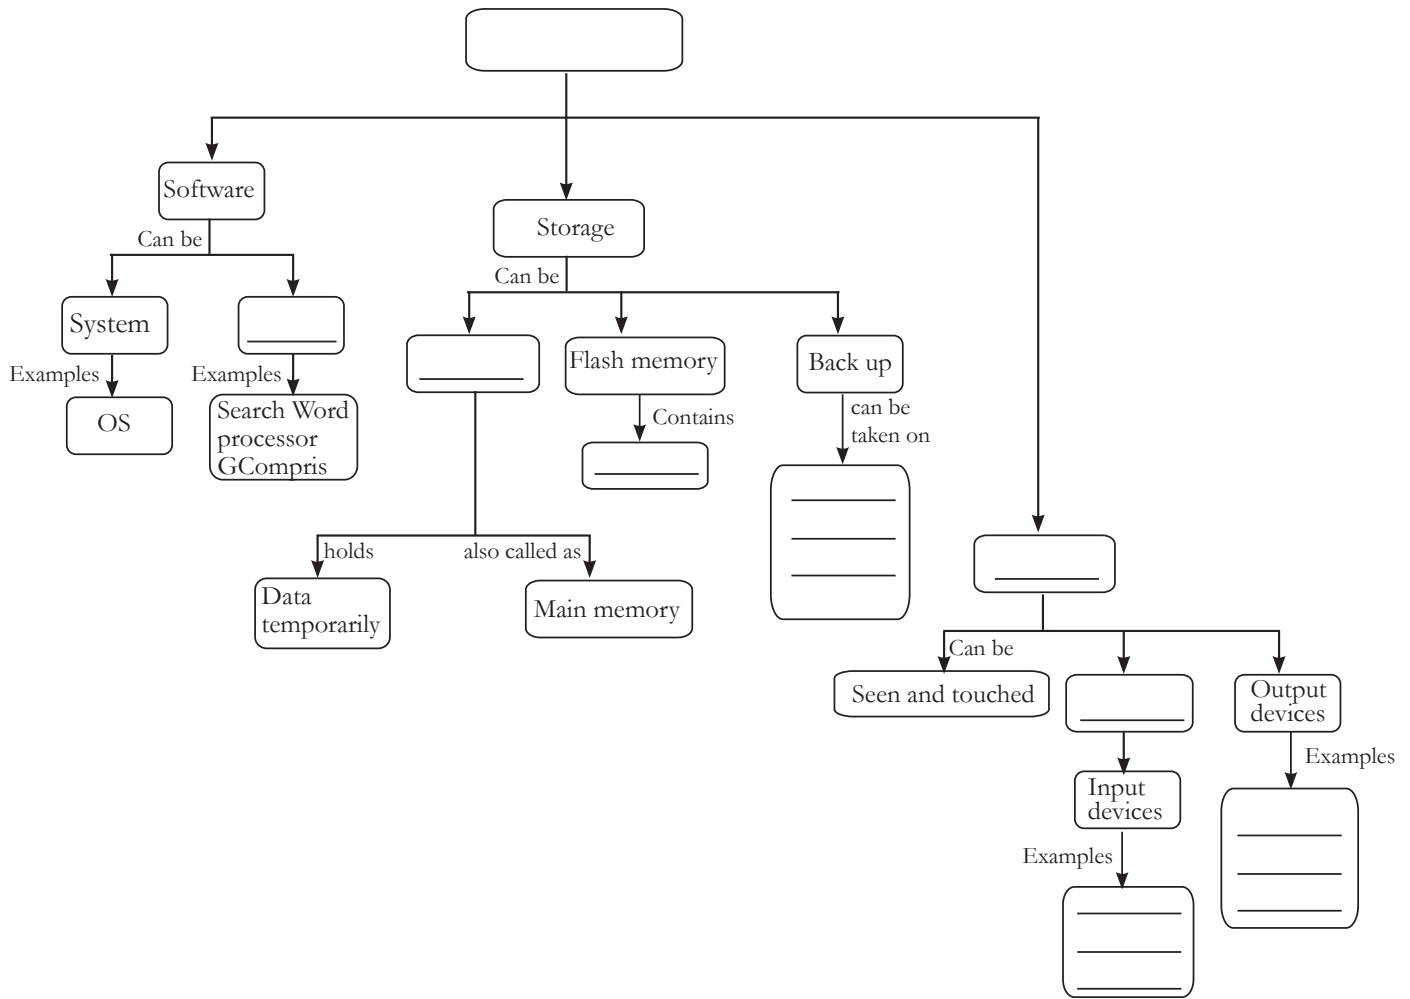 Software
Storage
Can be
Can be
System
Flash memory
Back up
Examples
Examples
Contains
can be
taken on
OS
Search Word
processor
GCompris
holds
also called as
Data
temporarily
Main memory
Can be
Seen and touched
Output
devices
Examples
Input
devices
Examples